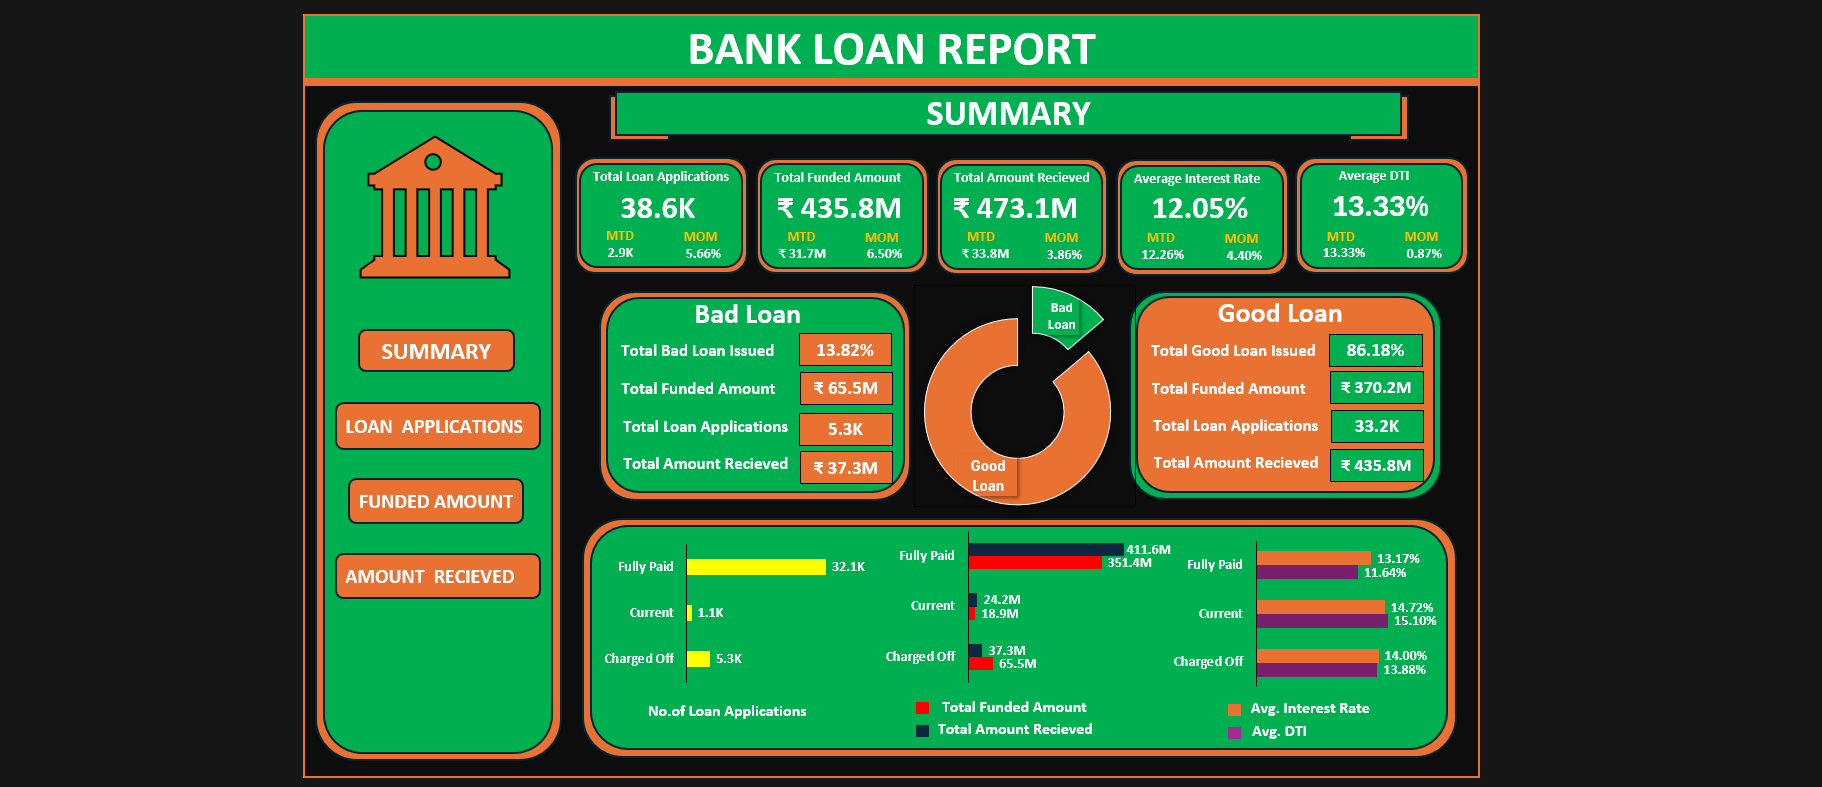 BANK LOAN REPORT
SUMMARY
SUMMARY
LOAN APPLICATIONS
FUNDED AMOUNT
AMOUNT RECIEVED
Total Loan Applications
38.6K
MTD MOM
2.9K 5.66%
Total Funded Amount
₹ 435.8M
MTD MOM
₹ 31.7M 6.50%
Total Amount Recieved
₹ 473.1M
MTD MOM
₹ 33.8M 3.86%
Average Interest Rate
12.05%
MTD MOM
12.26% 4.40%
Average DTI
13.33%
MTD MOM
13.33% 0.87%
Bad Loan
Total Bad Loan Issued 13.82%
Total Funded Amount ₹ 65.5M
Total Loan Applications 5.3K
Total Amount Recieved ₹ 37.3M
Bad
Loan
Good
Loan
Good Loan
Total Good Loan Issued 86.18%
Total Funded Amount ₹ 370.2M
Total Loan Applications 33.2K
Total Amount Recieved ₹ 435.8M
Fully Paid 32.1K
Current 1.1K
Charged Off 5.3K
No.of Loan Applications
Fully Paid 411.6M
351.4M
Current 24.2M
18.9M
Charged Off 37.3M
65.5M
Total Funded Amount
Total Amount Recieved
Fully Paid 13.17%
11.64%
Current 14.72%
15.10%
Charged Off 14.00%
13.88%
Avg. Interest Rate
Avg. DTI